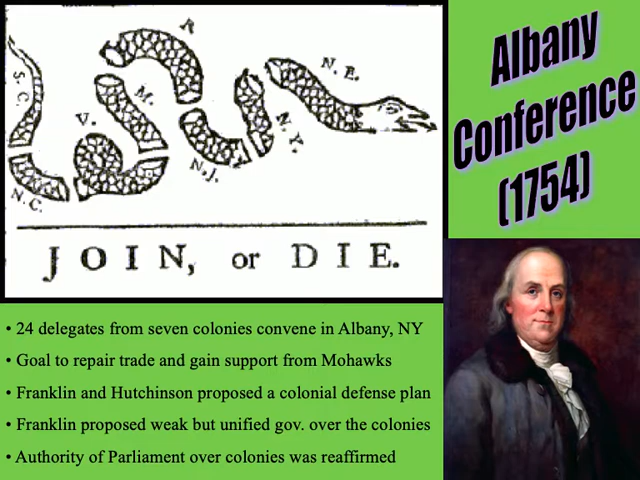 Albany
Conference
(1754)
R
N. E.
S. C.
M.
V.
N. Y.
N. J.
N. C.
JOIN, or DIE.
• 24 delegates from seven colonies convene in Albany, NY
• Goal to repair trade and gain support from Mohawks
• Franklin and Hutchinson proposed a colonial defense plan
• Franklin proposed weak but unified gov. over the colonies
• Authority of Parliament over colonies was reaffirmed